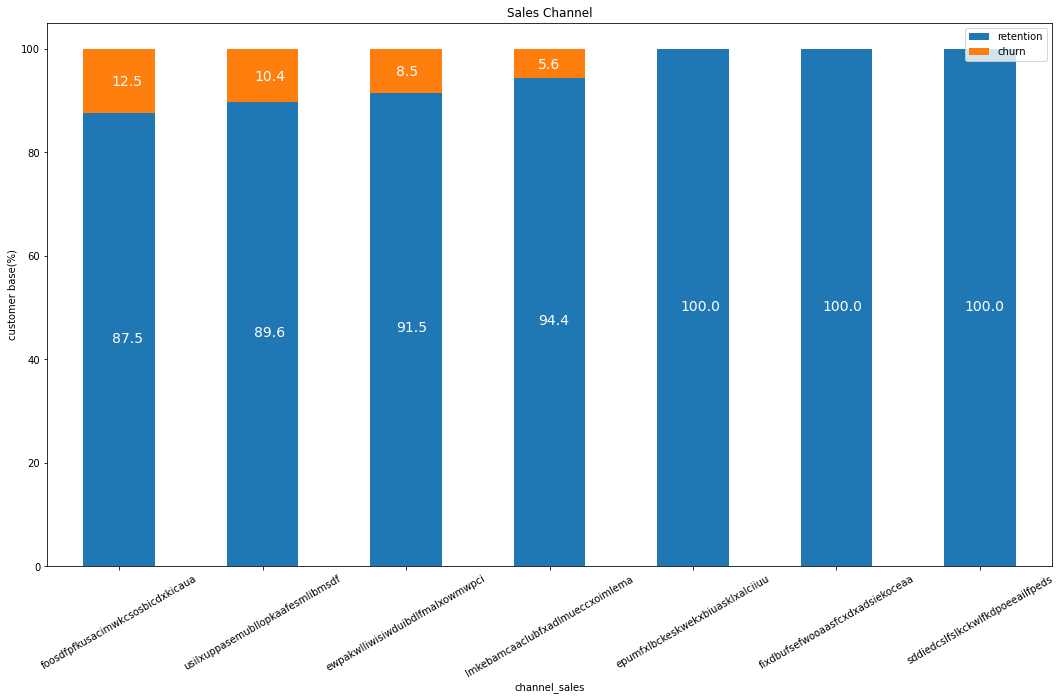 Sales Channel
retention
churn
customer base(%)
100
80
60
40
20
0
12.5
10.4
8.5
5.6
87.5
89.6
91.5
94.4
100.0
100.0
100.0
foosdfpfkusacimwkcsosbicdxkicaua
usilxuppasemubllopkaafesmlibmsdf
ewpakwlliwisiwduibdlfmalxowmwpci
lmkebamcaaclubfxadlmueccxoimlema
epumfxlbckeskwekxbiuasklxalciiuu
fixdbufsefwooaasfcxdxadsiekoceaa
sddiedcslfslkckwlfkdpoeeailfpeds
channel_sales